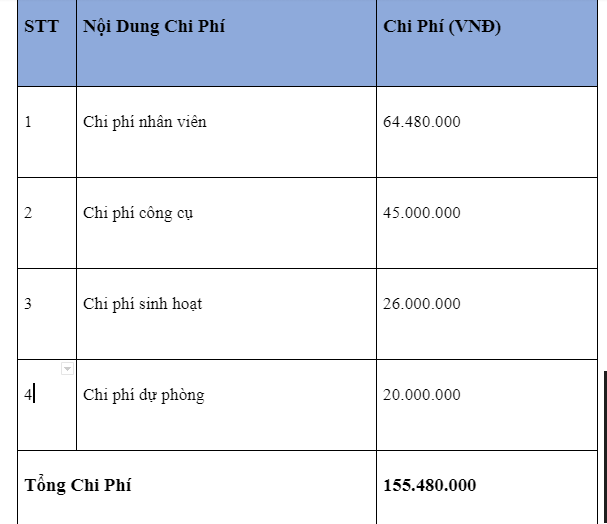 STT Nội Dung Chi Phí Chi Phí (VNĐ)
1 Chi phí nhân viên 64.480.000
2 Chi phí công cụ 45.000.000
3 Chi phí sinh hoạt 26.000.000
4 Chi phí dự phòng 20.000.000
Tổng Chi Phí 155.480.000